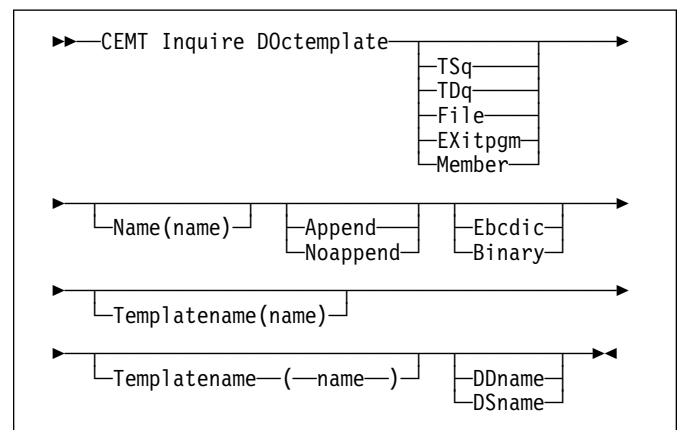 CEMT Inquire DOctemplate
TSq
TDq
File
EXitpgm
Member
Name(name)
Append
Noappend
Ebcdic
Binary
Templatename(name)
Templatename ( name )
DDname
DSname